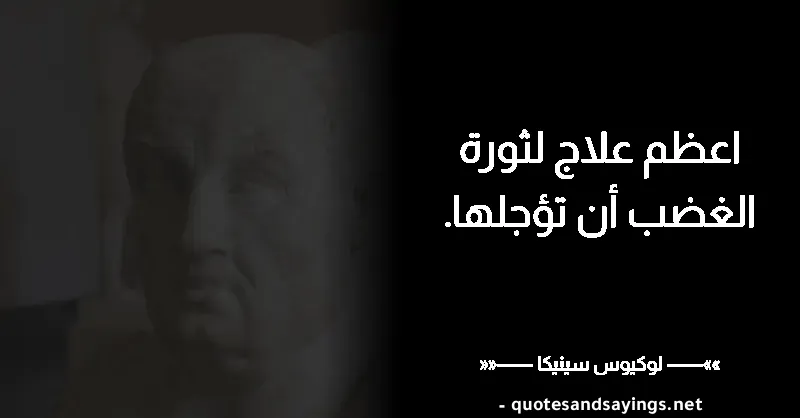 اعظم علاج لثورة
الغضب أن تؤجلها.
»»—— لوكيوس سينيكا ——««
- quotesandsayings.net